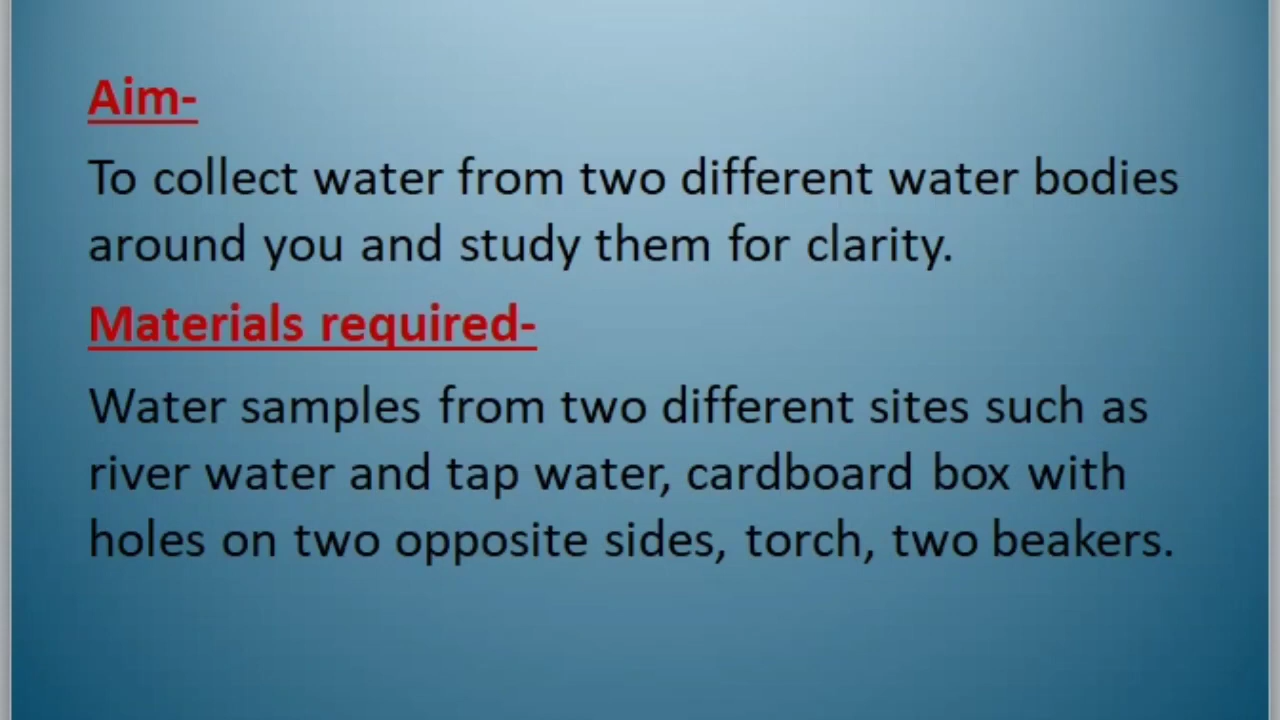 Aim-
To collect water from two different water bodies
around you and study them for clarity.
Materials required-
Water samples from two different sites such as
river water and tap water, cardboard box with
holes on two opposite sides, torch, two beakers.